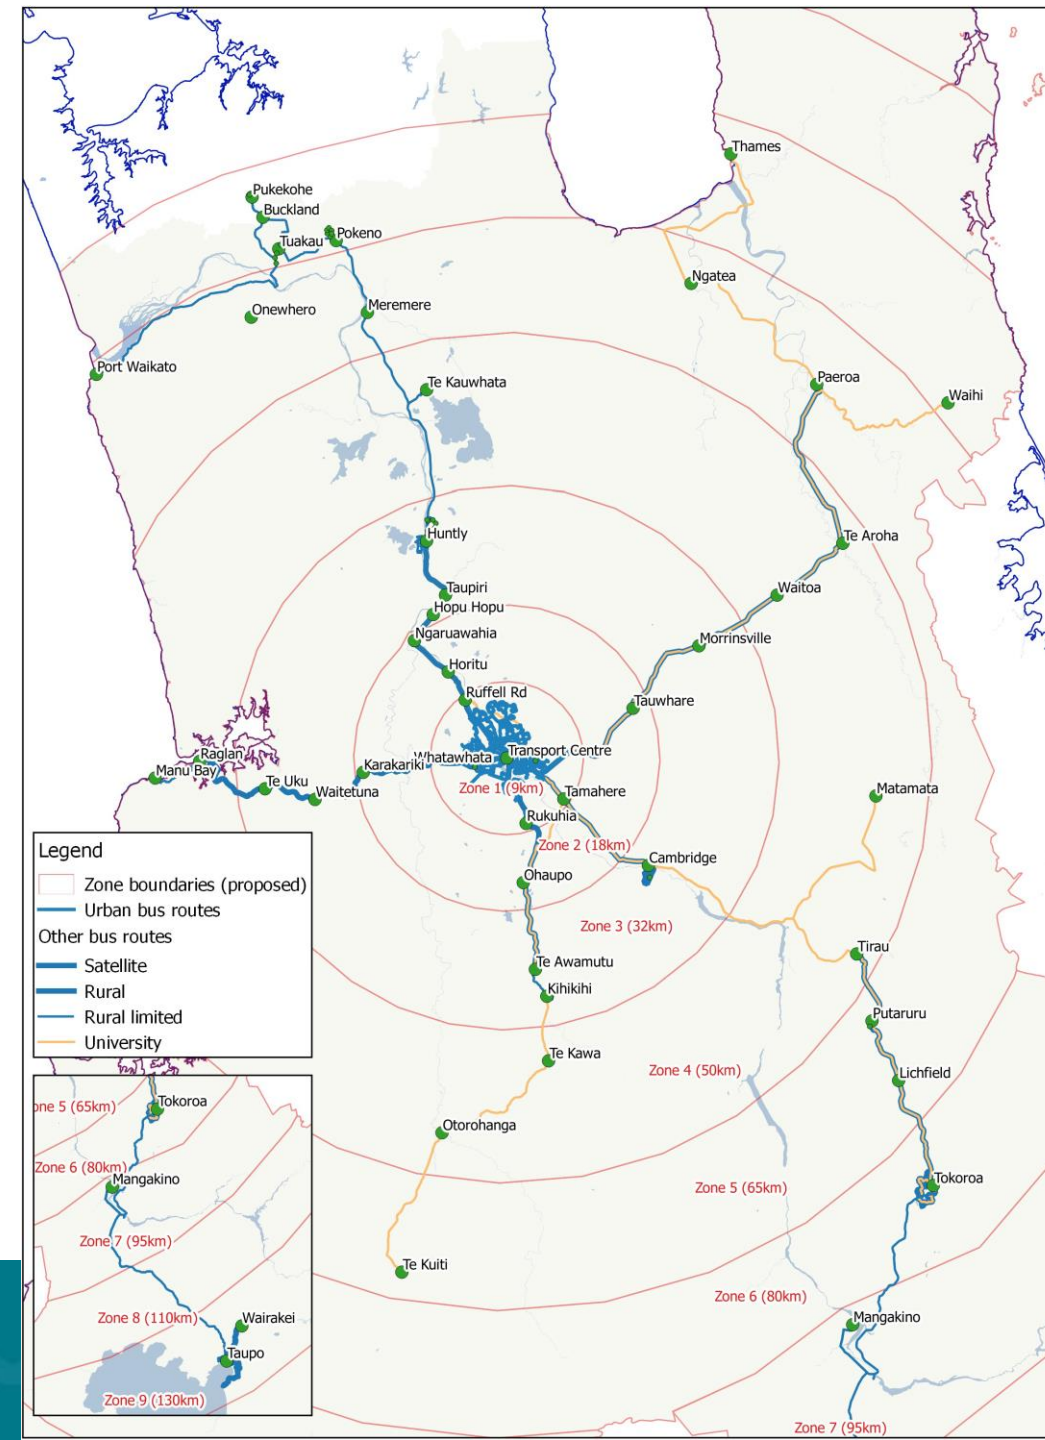 Thames
Pukekohe
Buckland
Tuakau
Pokeno
Ngatea
Onewhero
Meremere
Port Waikato
Te Kauwhata
Paeroa
Waihi
Huntly
Te Aroha
Taupiri
Waitoa
Hopu Hopu
Ngaruawahia
Morrinsville
Horitu
Ruffell Rd
Tauwhare
Raglan
Manu Bay
Te Uku
Waitetuna
Karakariki
Whatawhata
Transport Centre
Zone 1 (9km)
Tamahere
Matamata
Rukuhia
Zone 2 (18km)
Cambridge
Ohaupo
Zone 3 (32km)
Tirau
Te Awamutu
Kihikihi
Putaruru
Te Kawa
Zone 4 (50km)
Lichfield
Otorohanga
Zone 5 (65km)
Tokoroa
Te Kuiti
Zone 6 (80km)
Mangakino
Zone 7 (95km)
Legend
Zone boundaries (proposed)
Urban bus routes
Other bus routes
Satellite
Rural
Rural limited
University
one 5 (65km)
Tokoroa
Zone 6 (80km)
Mangakino
Zone 7 (95km)
Zone 8 (110km)
Wairakei
Taupo
Zone 9 (130km)